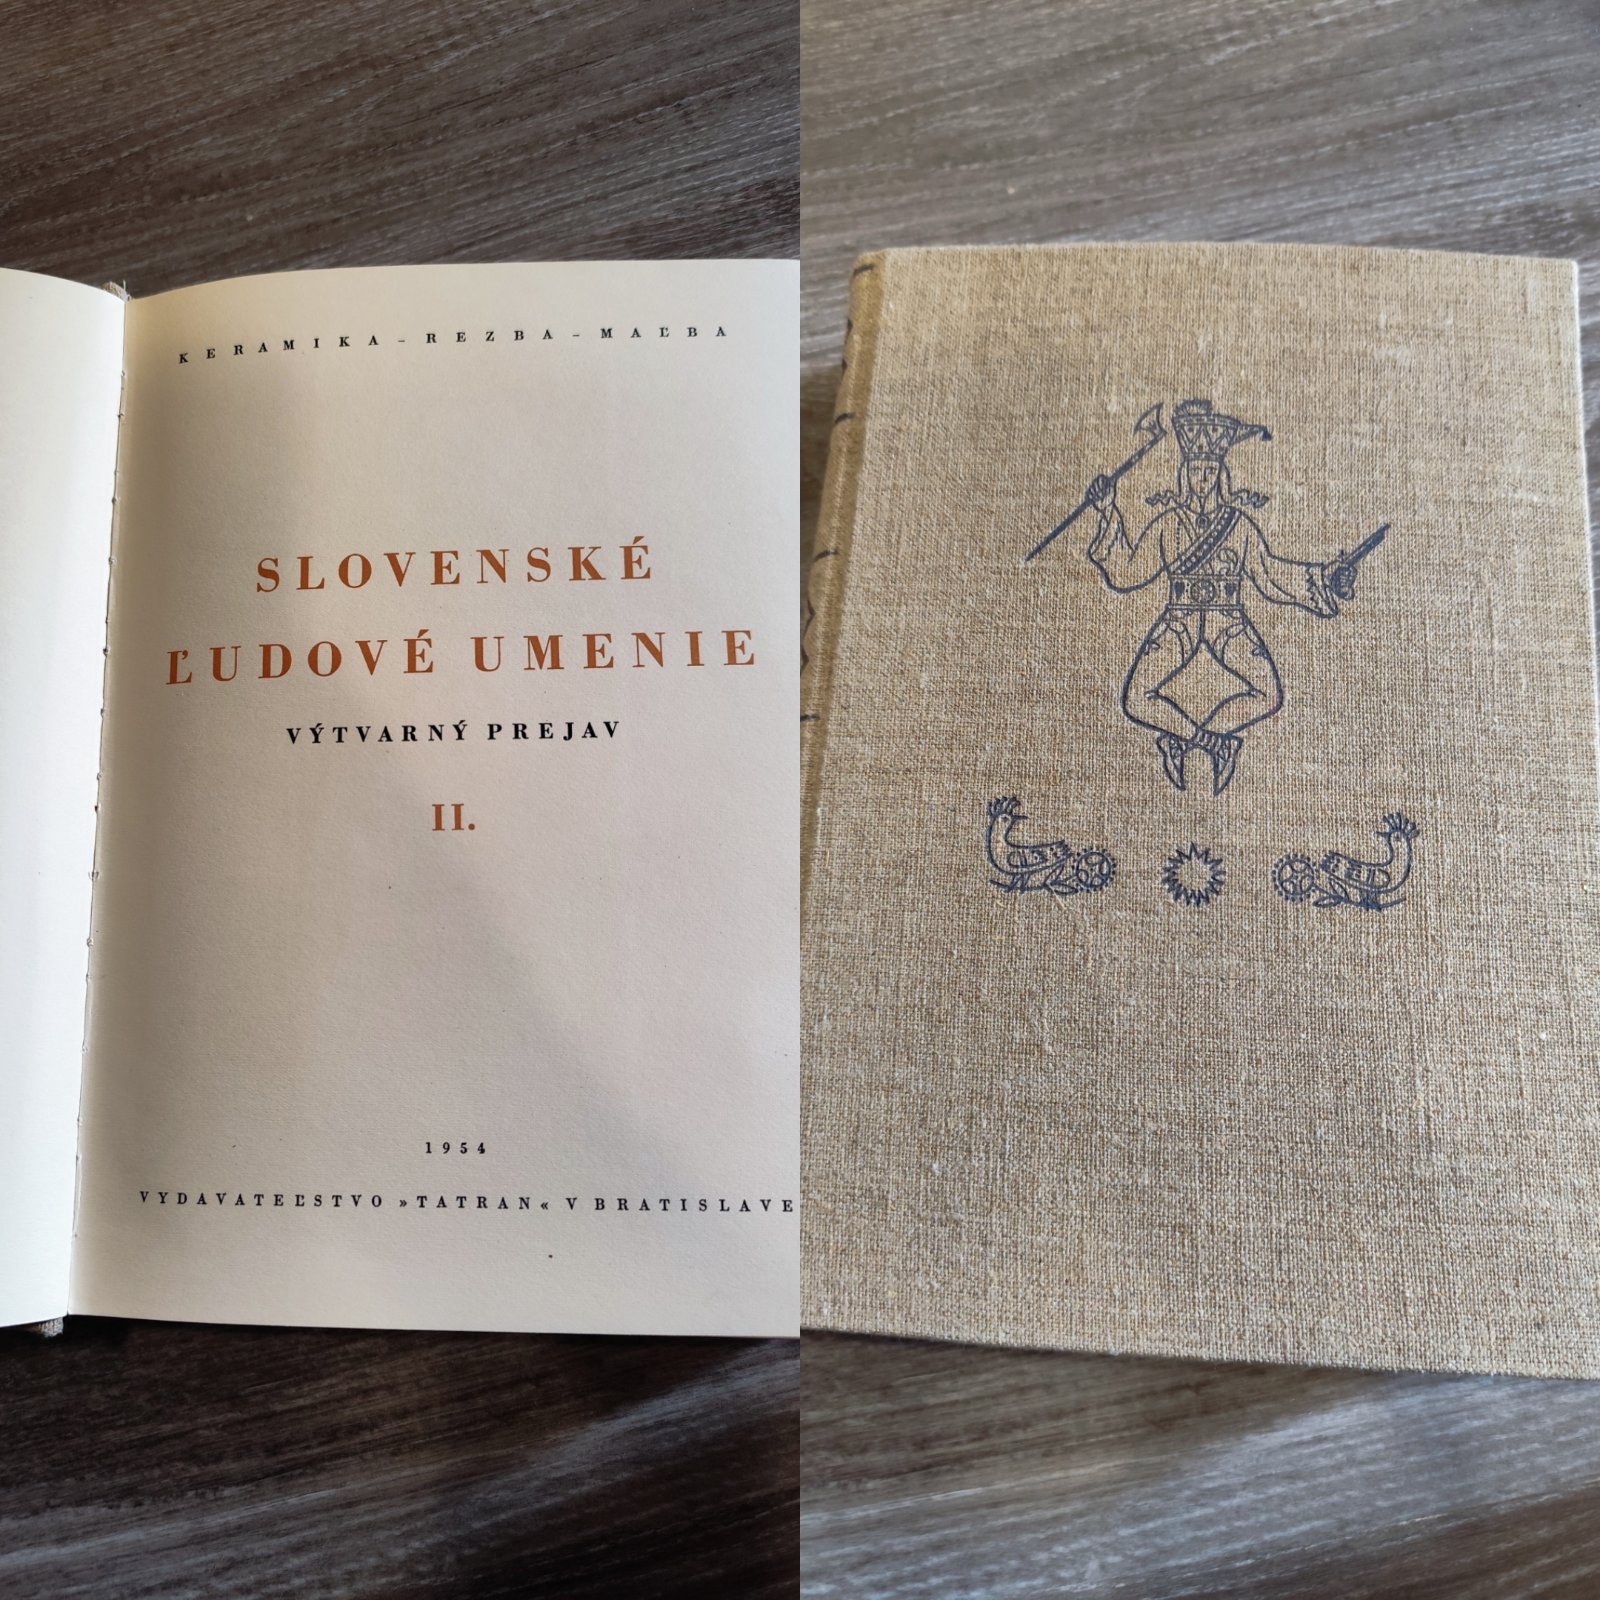 KERAMIKA – REZBA – MAĽBA
SLOVENSKÉ
ĽUDOVÉ UMENIE
VÝTVARNÝ PREJAV
II.
1954
VYDAVATEĽSTVO »TATRAN« V BRATISLAVE